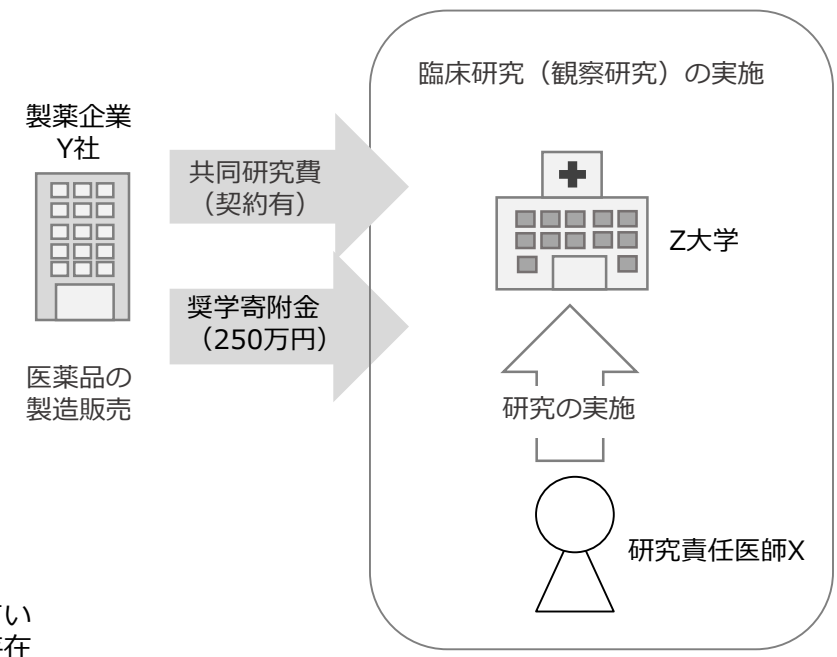 臨床研究（観察研究）の実施
製薬企業
Y社
共同研究費
（契約有）
Z大学
奨学寄附金
（250万円）
医薬品の
製造販売
研究の実施
研究責任医師X
い
在